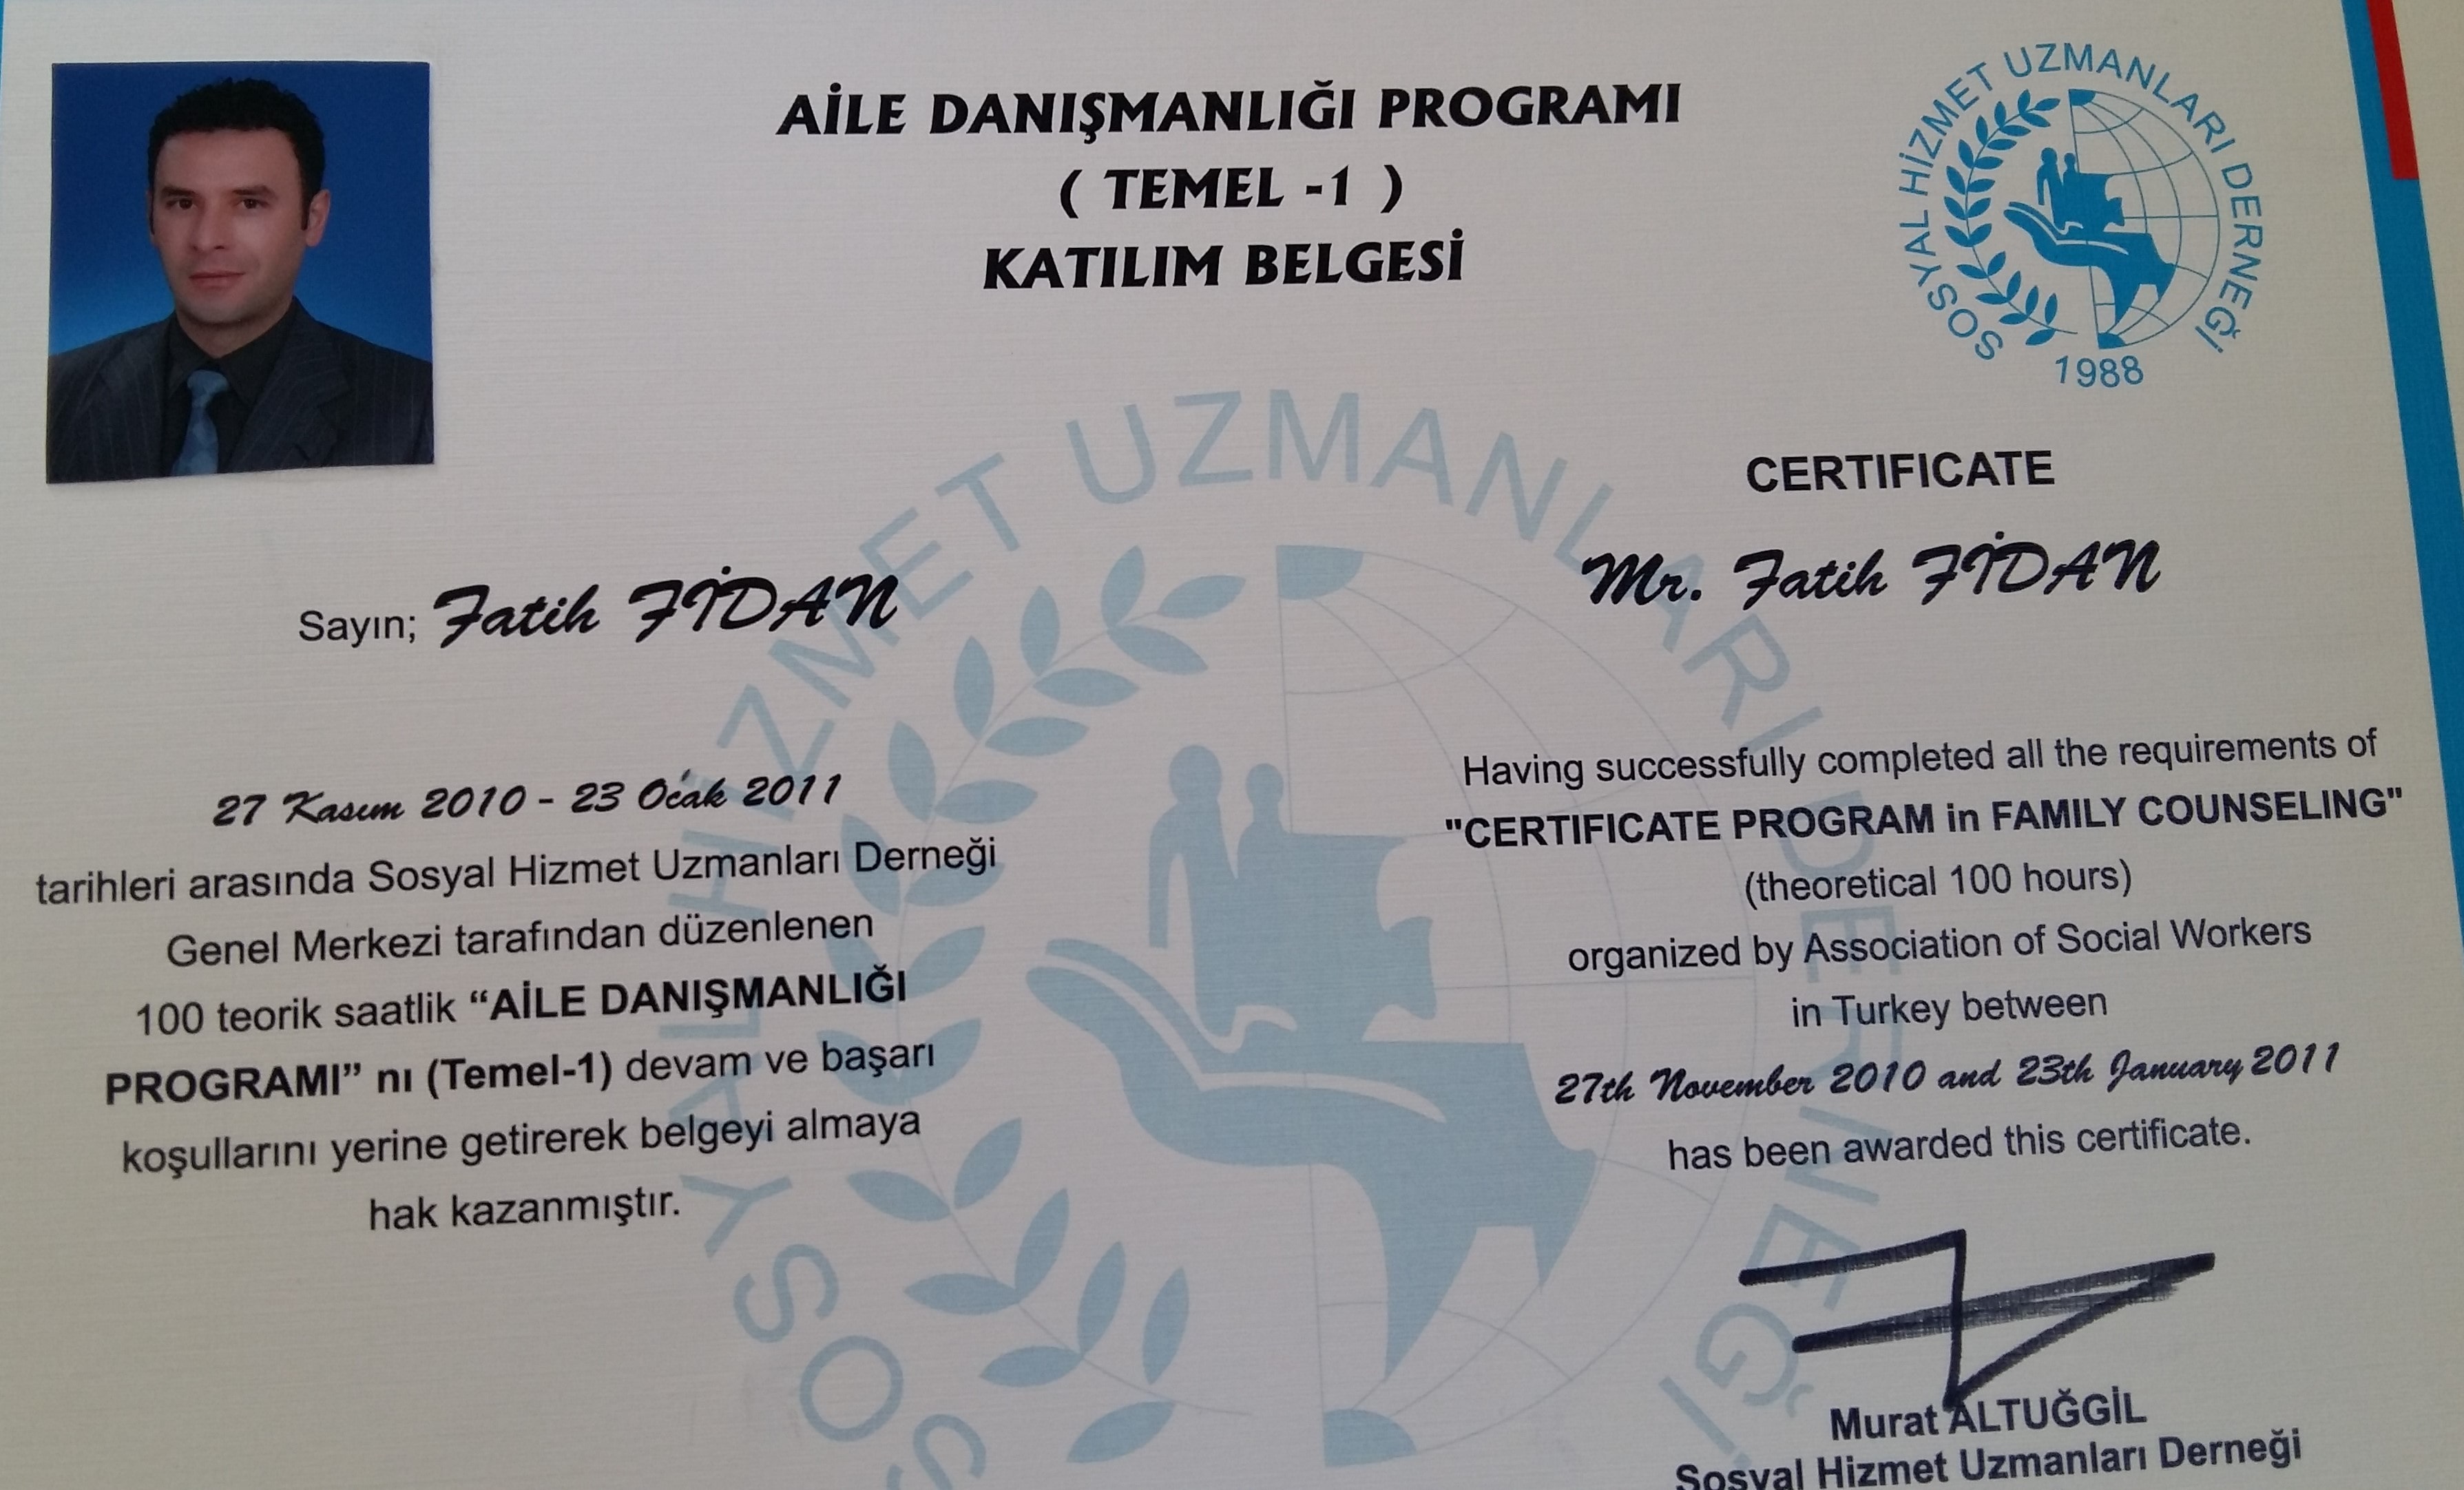 AİLE DANIŞMANLIĞI PROGRAMI
( TEMEL -1 )
KATILIM BELGESİ
SOSYAL HİZMET UZMANLARI DERNEĞİ
1988
SOSYAL HİZMET UZMANLARI DERNEĞİ
Sayın; Fatih FİDAN
27 Kasım 2010 - 23 Ocak 2011
tarihleri arasında Sosyal Hizmet Uzmanları Derneği
Genel Merkezi tarafından düzenlenen
100 teorik saatlik “AİLE DANIŞMANLIĞI
PROGRAMI” nı (Temel-1) devam ve başarı
koşullarını yerine getirerek belgeyi almaya
hak kazanmıştır.
CERTIFICATE
Mr. Fatih FİDAN
Having successfully completed all the requirements of
"CERTIFICATE PROGRAM in FAMILY COUNSELING"
(theoretical 100 hours)
organized by Association of Social Workers
in Turkey between
27th November 2010 and 23th January 2011
has been awarded this certificate.
Murat ALTUĞGİL
Sosyal Hizmet Uzmanları Derneği